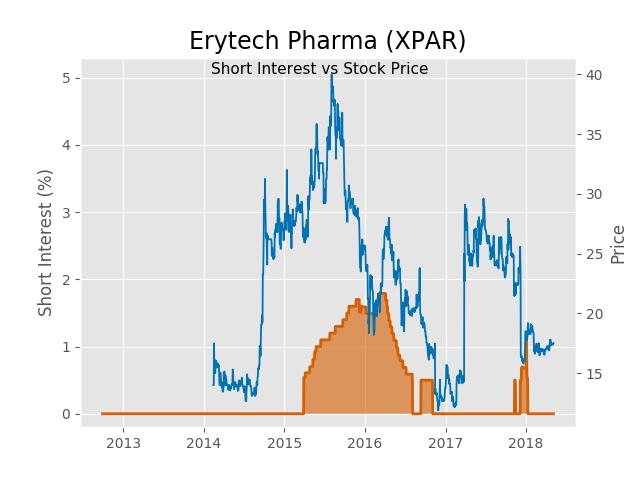 Erytech Pharma (XPAR)
Short Interest vs Stock Price
Short Interest (%)
5
4
3
2
1
0
40
35
30
25
20
15
Price
2013 2014 2015 2016 2017 2018